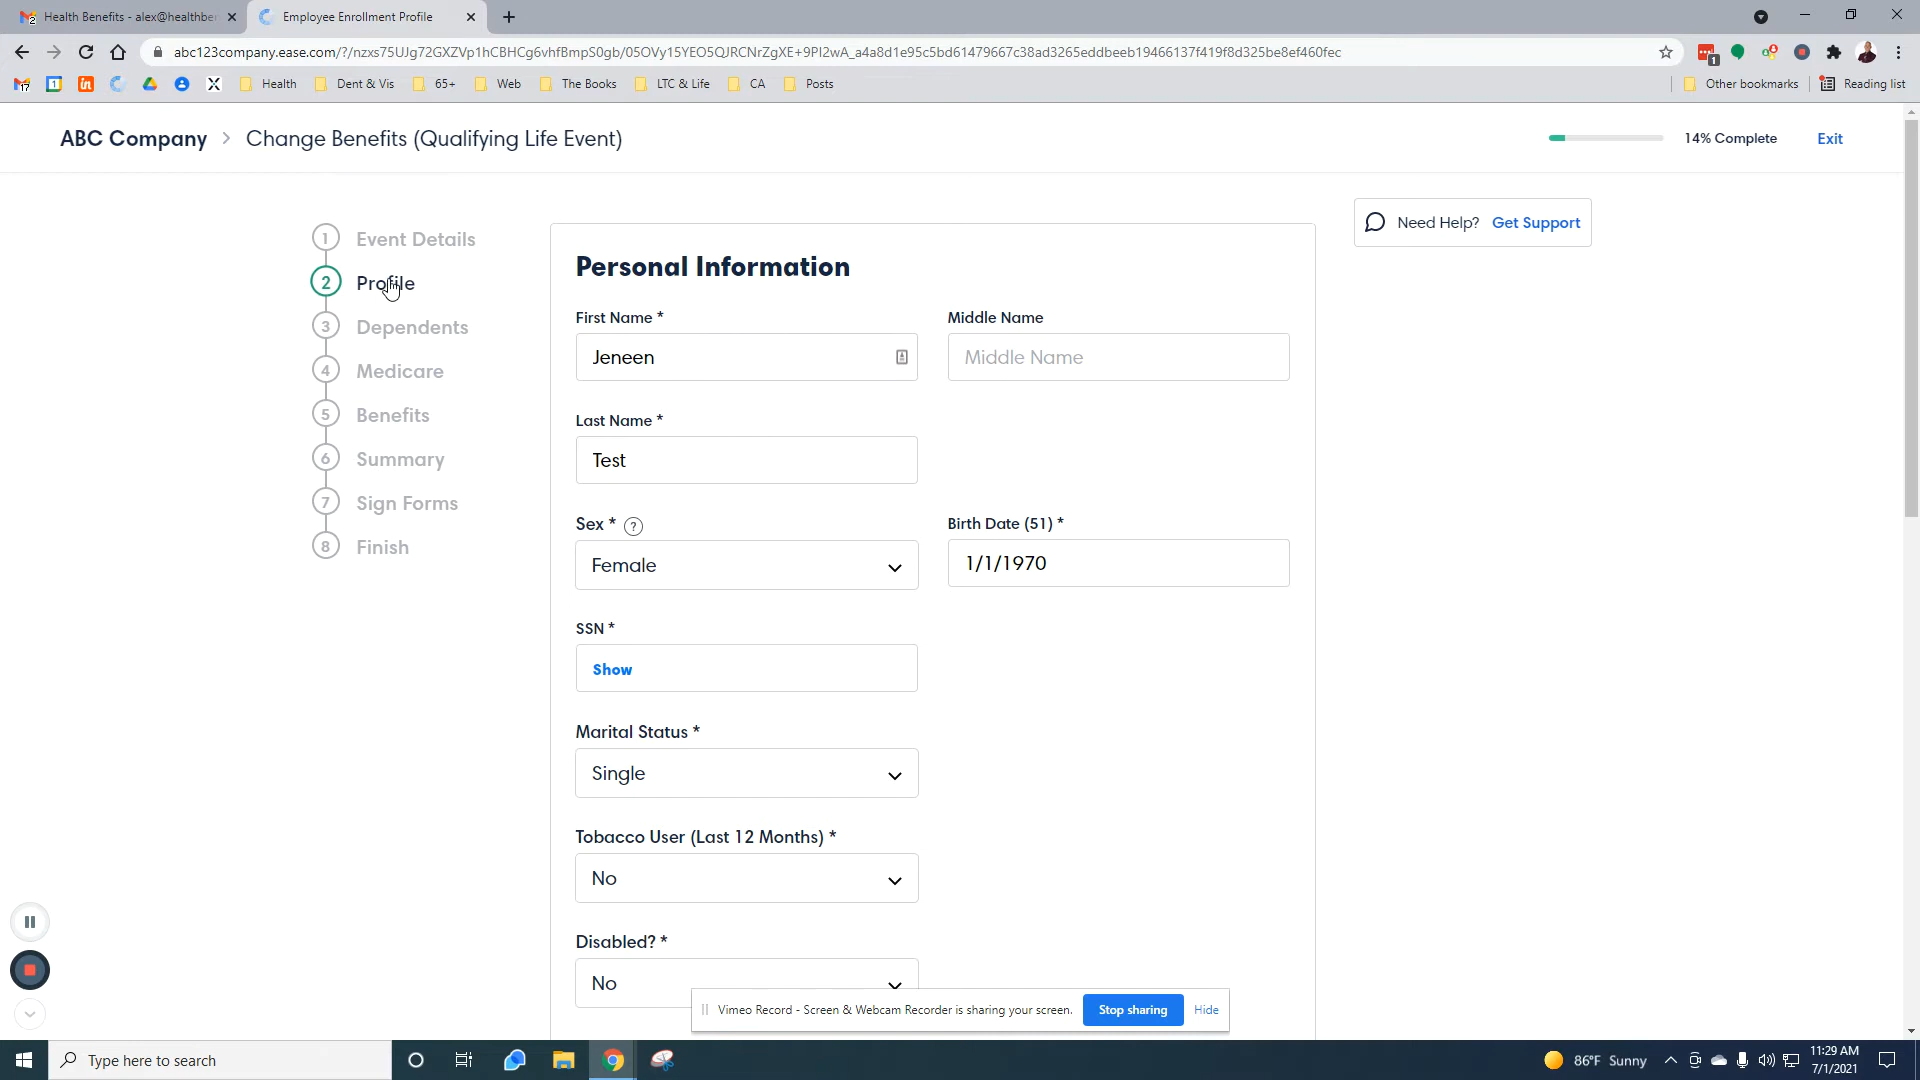 Health Benefits - alex@healthben
Employee Enrollment Profile
abc123company.ease.com/?/nzxs75UJg72GXZVp1hCBHCg6vhfBmpS0gb/05OVy15YEO5QJRCNrZgXE+9PI2wA_a4a8d1e95c5bd61479667c38ad3265eddbeeb19466137f419f8d325be8ef460fec
Health
Dent & Vis
65+
Web
The Books
LTC & Life
CA
Posts
Other bookmarks
Reading list
ABC Company > Change Benefits (Qualifying Life Event)
14% Complete
Exit
Need Help? Get Support
1 Event Details
2 Profile
3 Dependents
4 Medicare
5 Benefits
6 Summary
7 Sign Forms
8 Finish
Personal Information
First Name *
Jeneen
Middle Name
Middle Name
Last Name *
Test
Sex * ?
Female
Birth Date (51) *
1/1/1970
SSN *
Show
Marital Status *
Single
Tobacco User (Last 12 Months) *
No
Disabled? *
No
Vimeo Record - Screen & Webcam Recorder is sharing your screen.
Stop sharing
Hide
Type here to search
86°F Sunny
11:29 AM
7/1/2021